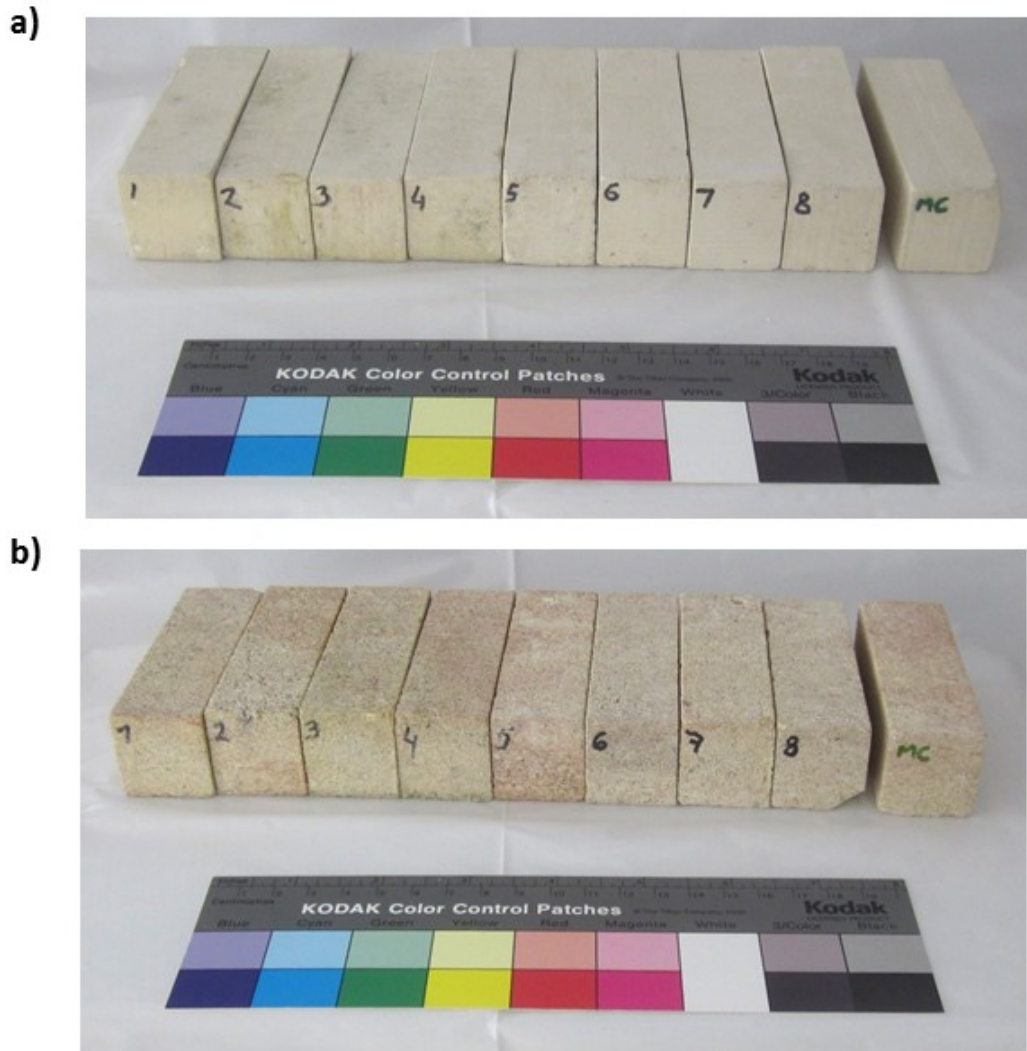 a)
1 2 3 4 5 6 7 8 MC
KODAK Color Control Patches
Kodak
Centimetres
Blue Cyan Green Yellow Red Magenta White 3/Color Black
b)
1 2 3 4 5 6 7 8 MC
KODAK Color Control Patches
Kodak
Centimetres
Blue Cyan Green Yellow Red Magenta White 3/Color Black